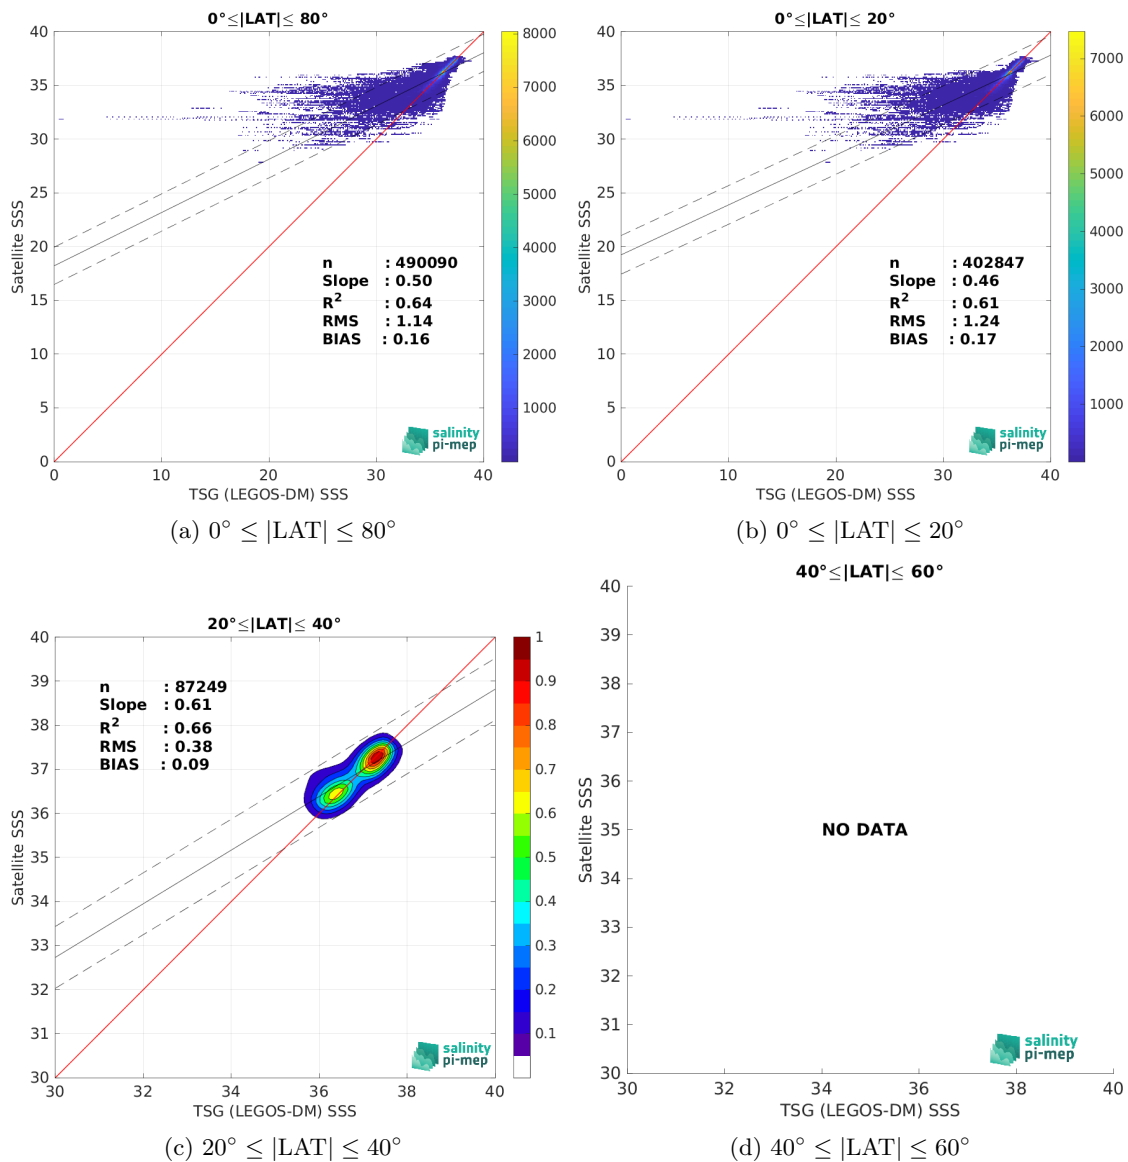 0°≤|LAT|≤ 80°
40
35
30
25
20
15
10
5
0
Satellite SSS
0
10
20
30
40
TSG (LEGOS-DM) SSS
n : 490090
Slope : 0.50
R2 : 0.64
RMS : 1.14
BIAS : 0.16
salinity
pi-mep
8000
7000
6000
5000
4000
3000
2000
1000
(a) 0° ≤ |LAT| ≤ 80°
0°≤|LAT|≤ 20°
40
35
30
25
20
15
10
5
0
Satellite SSS
0
10
20
30
40
TSG (LEGOS-DM) SSS
n : 402847
Slope : 0.46
R2 : 0.61
RMS : 1.24
BIAS : 0.17
salinity
pi-mep
7000
6000
5000
4000
3000
2000
1000
(b) 0° ≤ |LAT| ≤ 20°
20°≤|LAT|≤ 40°
40
39
38
37
36
35
34
33
32
31
30
Satellite SSS
30
32
34
36
38
40
TSG (LEGOS-DM) SSS
n : 87249
Slope : 0.61
R2 : 0.66
RMS : 0.38
BIAS : 0.09
salinity
pi-mep
1
0.9
0.8
0.7
0.6
0.5
0.4
0.3
0.2
0.1
(c) 20° ≤ |LAT| ≤ 40°
40°≤|LAT|≤ 60°
40
39
38
37
36
35
34
33
32
31
30
Satellite SSS
NO DATA
30
32
34
36
38
40
TSG (LEGOS-DM) SSS
salinity
pi-mep
(d) 40° ≤ |LAT| ≤ 60°